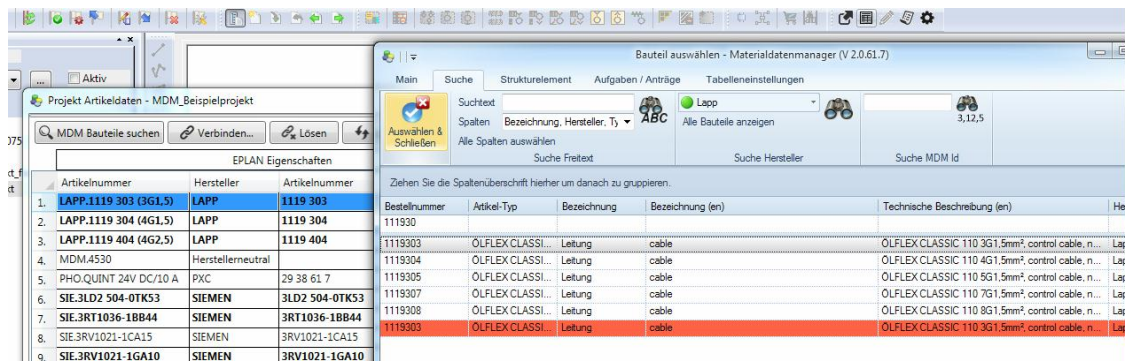 Aktiv
Projekt Artikeldaten - MDM_Beispielprojekt
MDM Bauteile suchen Verbinden... Lösen
EPLAN Eigenschaften
Artikelnummer Hersteller Artikelnummer
1. LAPP.1119 303 (3G1,5) LAPP 1119 303
2. LAPP.1119 304 (4G1,5) LAPP 1119 304
3. LAPP.1119 404 (4G2,5) LAPP 1119 404
4. MDM.4530 Herstellerneutral
5. PHO.QUINT 24V DC/10 A PXC 29 38 61 7
6. SIE.3LD2 504-0TK53 SIEMEN 3LD2 504-0TK53
7. SIE.3RT1036-1BB44 SIEMEN 3RT1036-1BB44
8. SIE.3RV1021-1CA15 SIEMEN 3RV1021-1CA15
9. SIE.3RV1021-1GA10 SIEMEN 3RV1021-1GA10
Bauteil auswählen - Materialdatenmanager (V 2.0.61.7)
Main Suche Strukturelement Aufgaben / Anträge Tabelleneinstellungen
Auswählen & Schließen
Suchtext
Spalten Bezeichnung, Hersteller, Ty
ABC
Alle Spalten auswählen
Suche Freitext
Lapp
Alle Bauteile anzeigen
Suche Hersteller
3,12,5
Suche MDM Id
Ziehen Sie die Spaltenüberschrift hierher um danach zu gruppieren.
Bestellnummer Artikel-Typ Bezeichnung Bezeichnung (en) Technische Beschreibung (en) He
111930
1119303 ÖLFLEX CLASSI... Leitung cable ÖLFLEX CLASSIC 110 3G1,5mm², control cable, n... Lap
1119304 ÖLFLEX CLASSI... Leitung cable ÖLFLEX CLASSIC 110 4G1,5mm², control cable, n... Lap
1119305 ÖLFLEX CLASSI... Leitung cable ÖLFLEX CLASSIC 110 5G1,5mm², control cable, n... Lap
1119307 ÖLFLEX CLASSI... Leitung cable ÖLFLEX CLASSIC 110 7G1,5mm², control cable, n... Lap
1119308 ÖLFLEX CLASSI... Leitung cable ÖLFLEX CLASSIC 110 8G1,5mm², control cable, n... Lap
1119303 ÖLFLEX CLASSI... Leitung cable ÖLFLEX CLASSIC 110 3G1,5mm², control cable, n... Lap